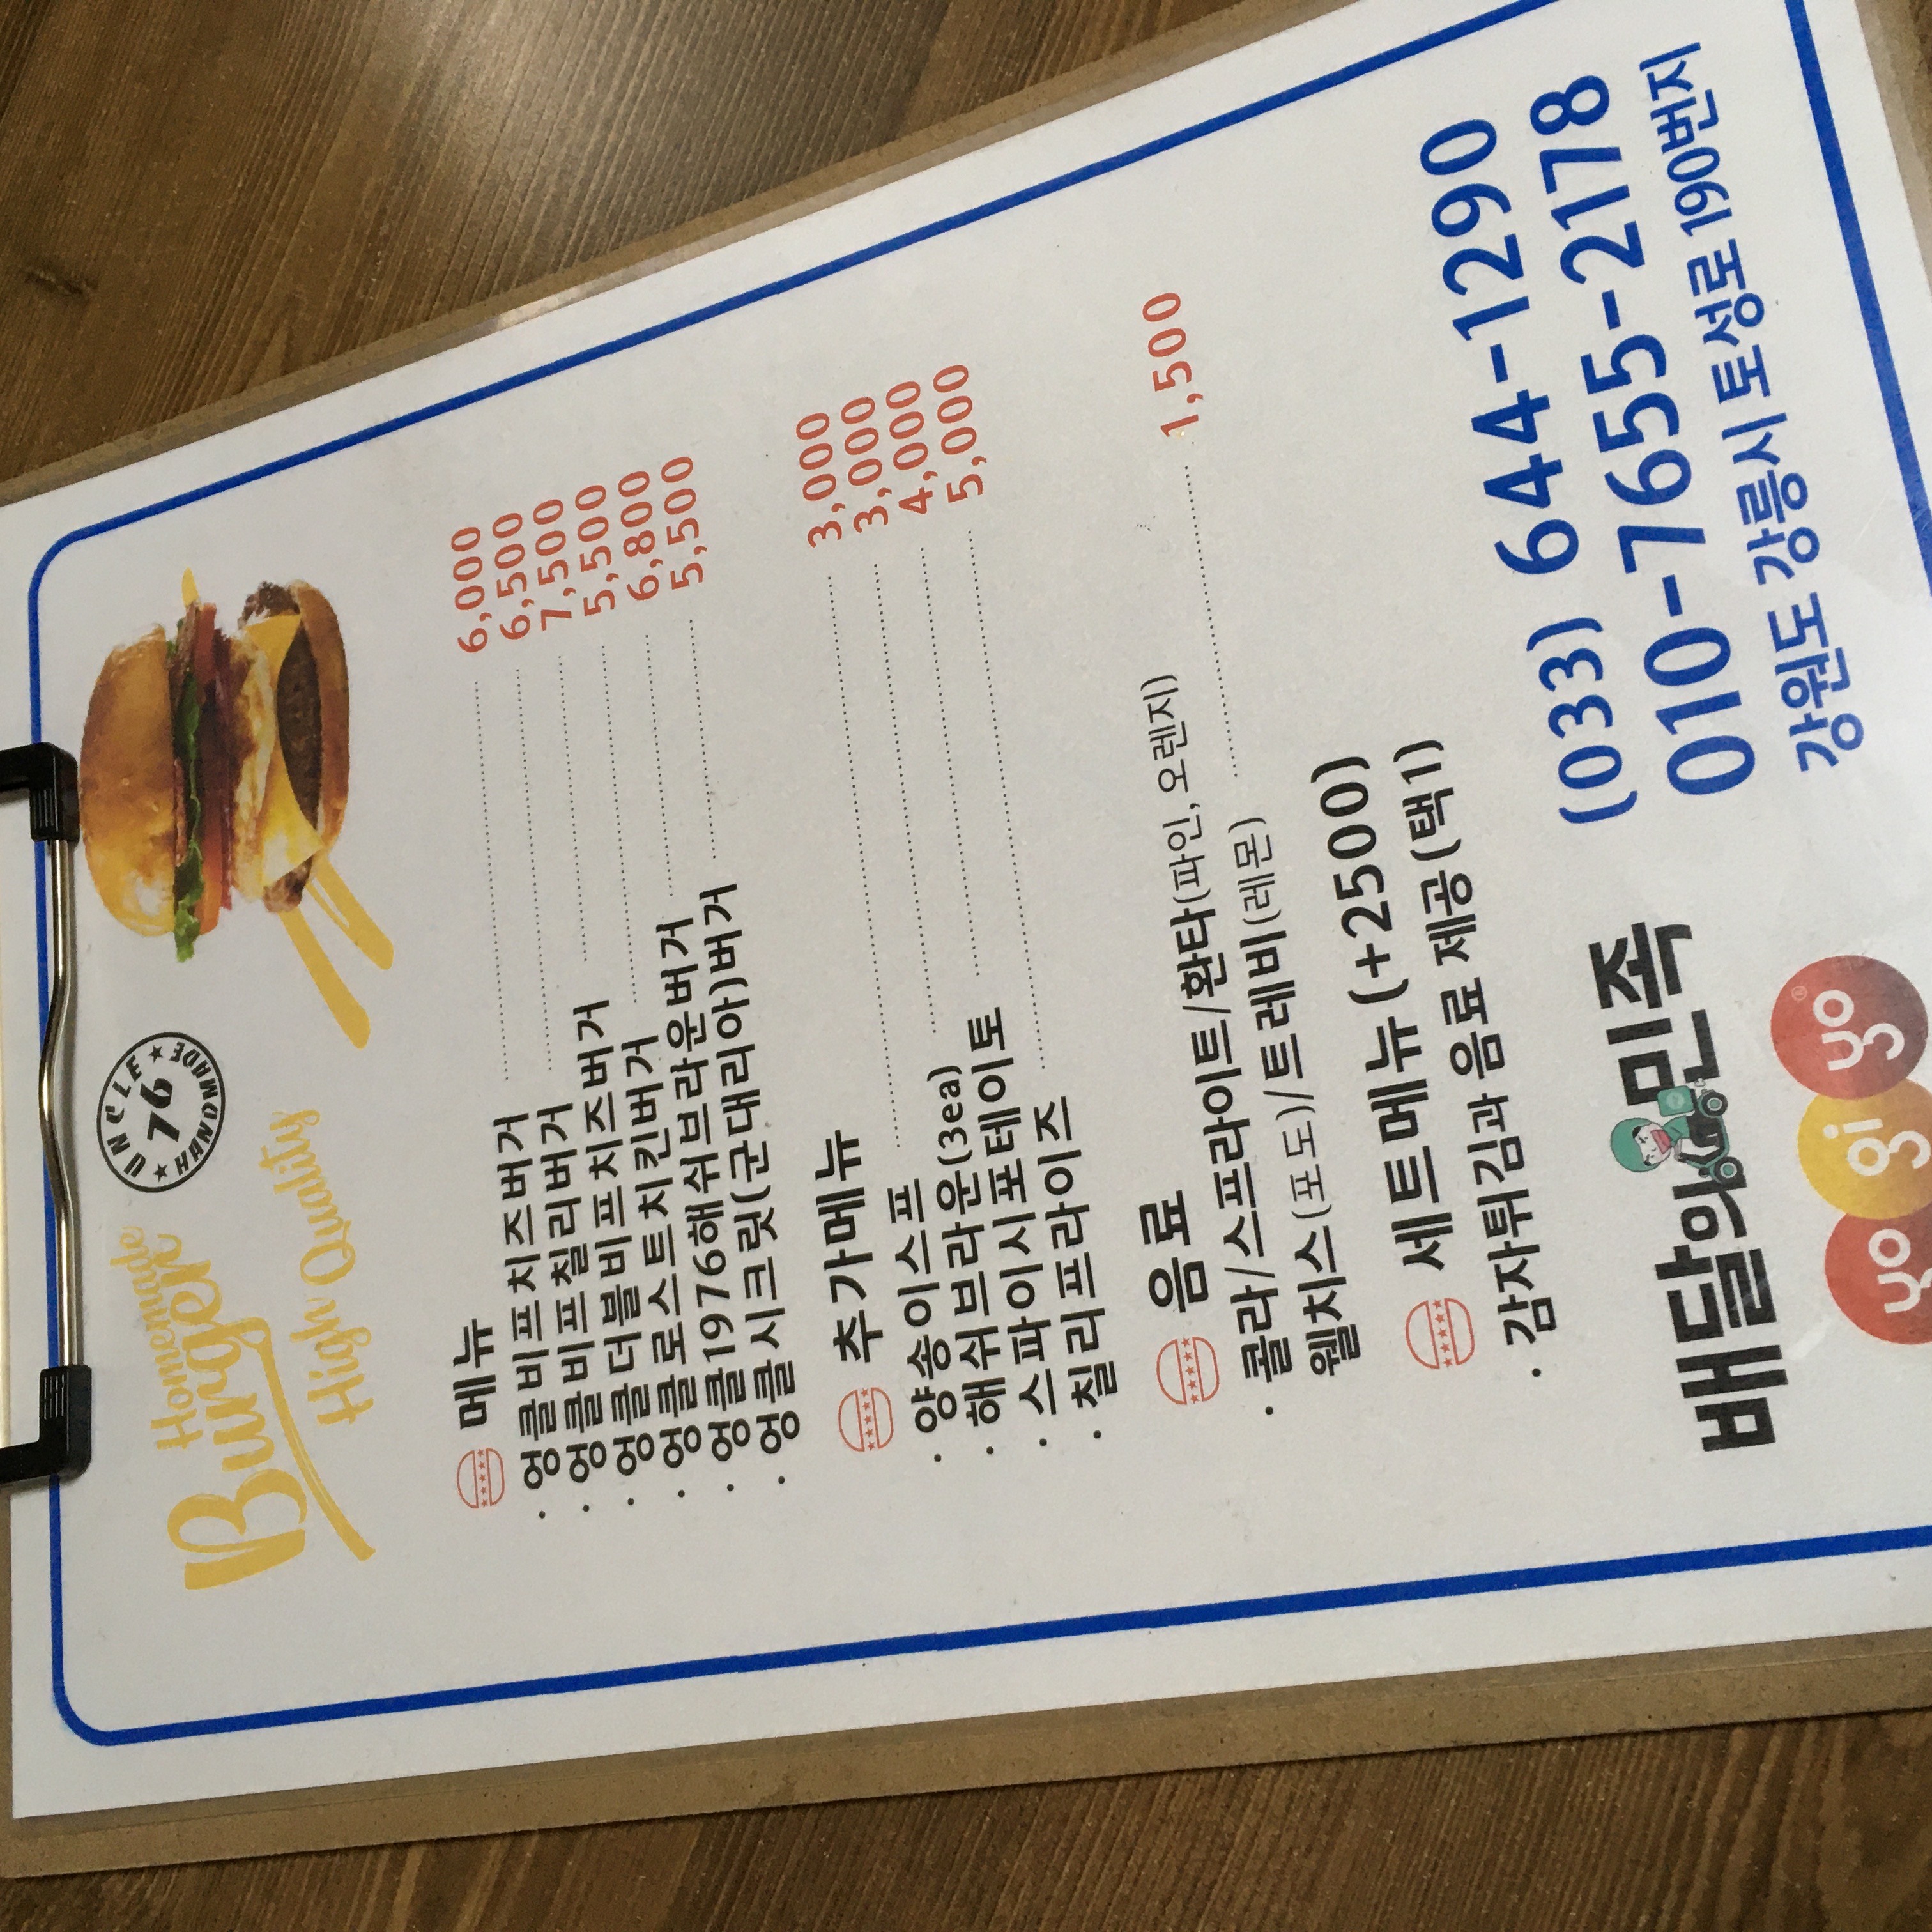 Homemade
Burger
High Quality
UNCLE
76
HANDMADE
메뉴
· 엉클비프치즈버거 6,000
· 엉클비프칠리버거 6,500
· 엉클더블비프치즈버거 7,500
· 엉클로스트치킨버거 5,500
· 엉클1976해쉬브라운버거 6,800
· 엉클시크릿(군대리아)버거 5,500
추가메뉴
· 양송이스프 3,000
· 해쉬브라운(3ea) 3,000
· 스파이시포테이토 4,000
· 칠리프라이즈 5,000
음료
· 콜라/스프라이트/환타(파인, 오렌지)
웰치스(포도)/트레비(레몬) 1,500
세트메뉴(+2500)
· 감자튀김과 음료 제공(택1)
배달의민족
yo gi yo
(033) 644-1290
010-7655-2178
강원도 강릉시 토성로 190번지